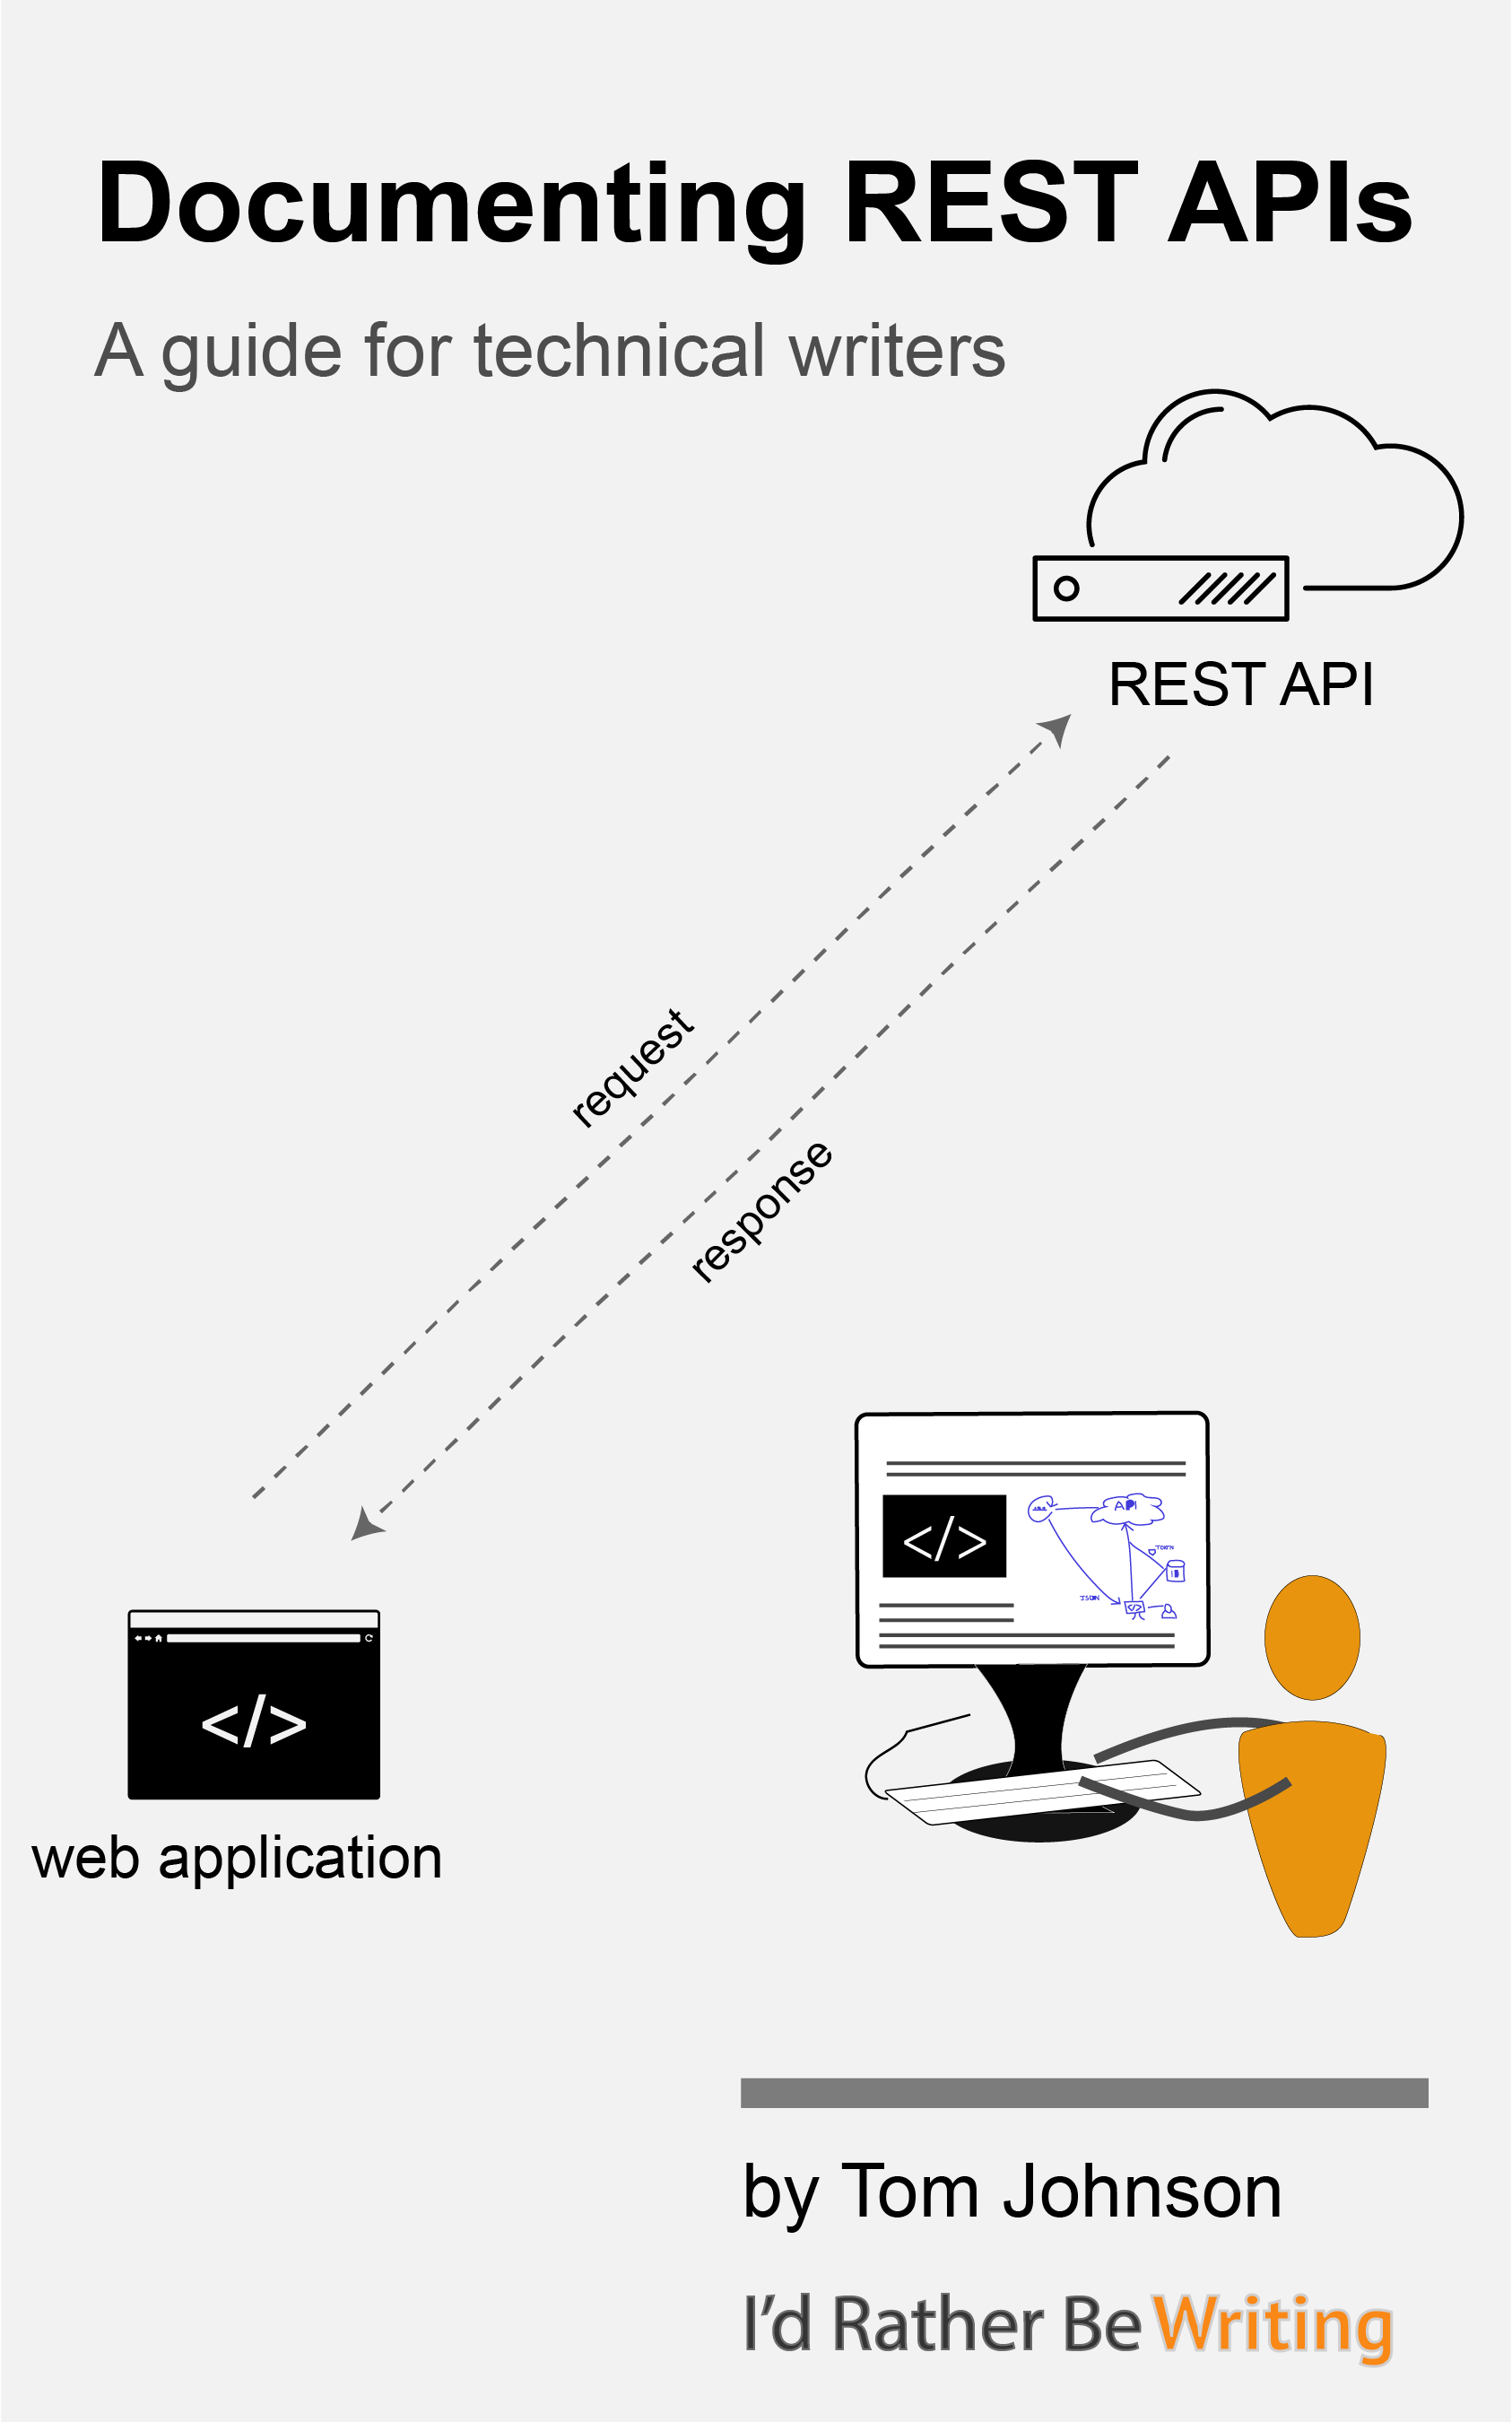 Documenting REST APIs
A guide for technical writers
REST API
request
response
</>
API
JSON
</>
</>
web application
by Tom Johnson
I'd Rather Be Writing